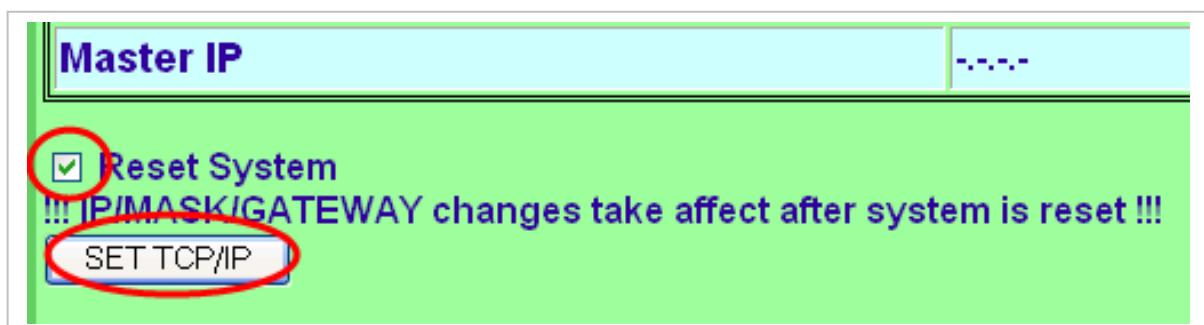 Master IP -.-.-.-
Reset System
!!! IP/MASK/GATEWAY changes take affect after system is reset !!!
SET TCP/IP